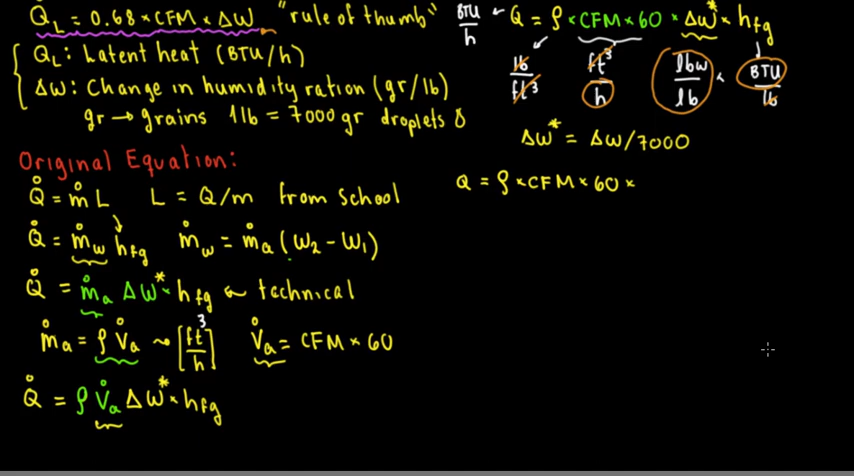 Q̇L = 0.68 × CFM × ΔW "rule of thumb"
QL : Latent heat (BTU/h)
ΔW : Change in humidity ration (gr/lb)
gr → grains 1 lb = 7000 gr droplets
Original Equation:
Q̇ = ṁ L L = Q/m from school
Q̇ = ṁw hfg ṁw = ṁa (W2 - W1)
Q̇ = ṁa ΔW* × hfg ← technical
ṁa = ρ V̇a ~ [ft³/h] V̇a = CFM × 60
Q̇ = ρ V̇a ΔW* × hfg
BTU/h ← Q = ρ × CFM × 60 × ΔW* × hfg
lb/ft³ ft³/h lbw/lb × BTU/lb
ΔW* = ΔW/7000
Q = ρ × CFM × 60 ×